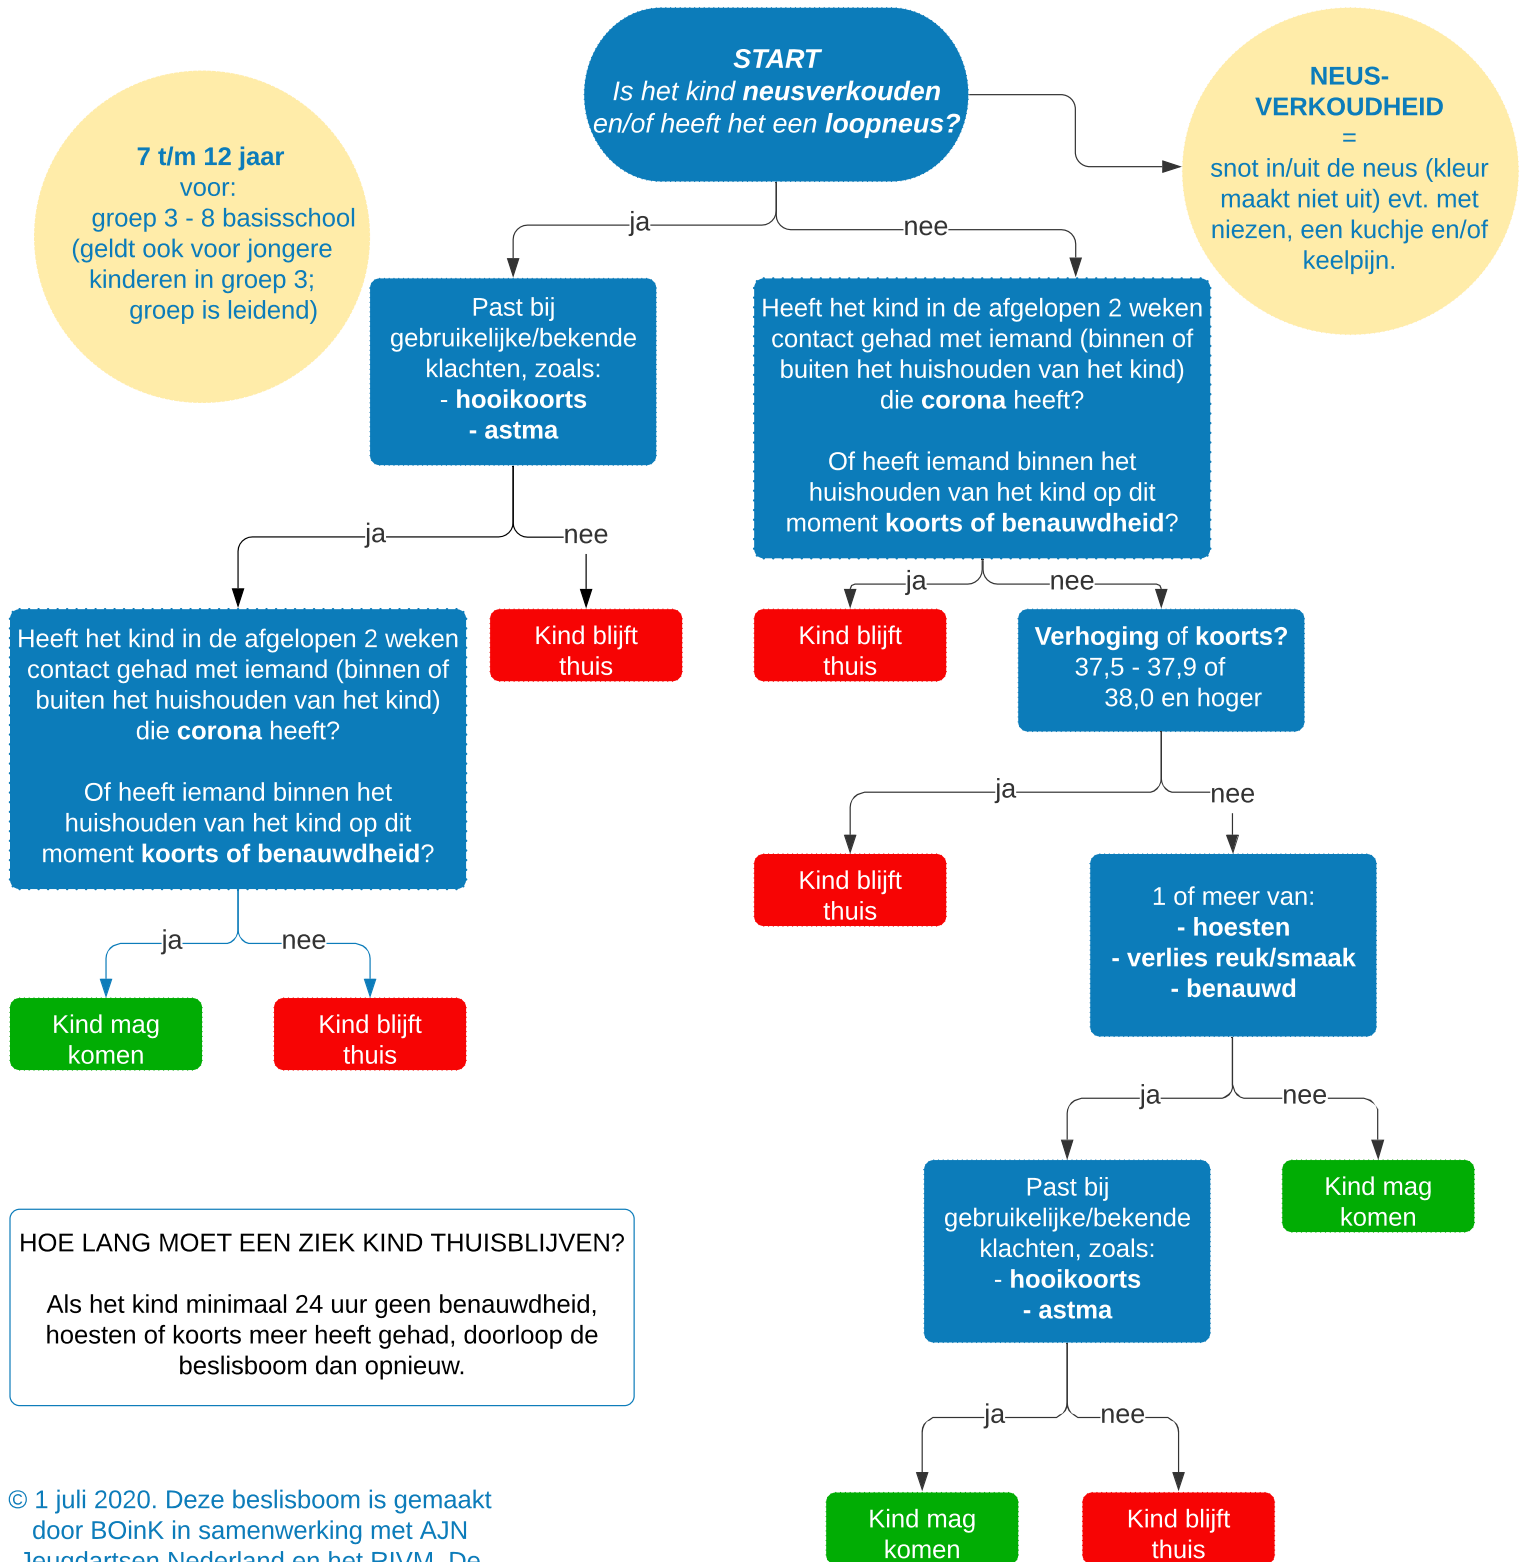 START
Is het kind neusverkouden
en/of heeft het een loopneus?
NEUS-
VERKOUDHEID
=
snot in/uit de neus (kleur
maakt niet uit) evt. met
niezen, een kuchje en/of
keelpijn.
7 t/m 12 jaar
voor:
groep 3 - 8 basisschool
(geldt ook voor jongere
kinderen in groep 3;
groep is leidend)
ja
nee
Past bij
gebruikelijke/bekende
klachten, zoals:
- hooikoorts
- astma
Heeft het kind in de afgelopen 2 weken
contact gehad met iemand (binnen of
buiten het huishouden van het kind)
die corona heeft?
Of heeft iemand binnen het
huishouden van het kind op dit
moment koorts of benauwdheid?
ja
nee
ja
nee
Heeft het kind in de afgelopen 2 weken
contact gehad met iemand (binnen of
buiten het huishouden van het kind)
die corona heeft?
Of heeft iemand binnen het
huishouden van het kind op dit
moment koorts of benauwdheid?
Kind blijft
thuis
Kind blijft
thuis
Verhoging of koorts?
37,5 - 37,9 of
38,0 en hoger
ja
nee
Kind blijft
thuis
1 of meer van:
- hoesten
- verlies reuk/smaak
- benauwd
ja
nee
Kind mag
komen
Kind blijft
thuis
ja
nee
Past bij
gebruikelijke/bekende
klachten, zoals:
- hooikoorts
- astma
Kind mag
komen
HOE LANG MOET EEN ZIEK KIND THUISBLIJVEN?
Als het kind minimaal 24 uur geen benauwdheid,
hoesten of koorts meer heeft gehad, doorloop de
beslisboom dan opnieuw.
ja
nee
Kind mag
komen
Kind blijft
thuis
© 1 juli 2020. Deze beslisboom is gemaakt
door BOinK in samenwerking met AJN
Jeugdartsen Nederland en het RIVM. De